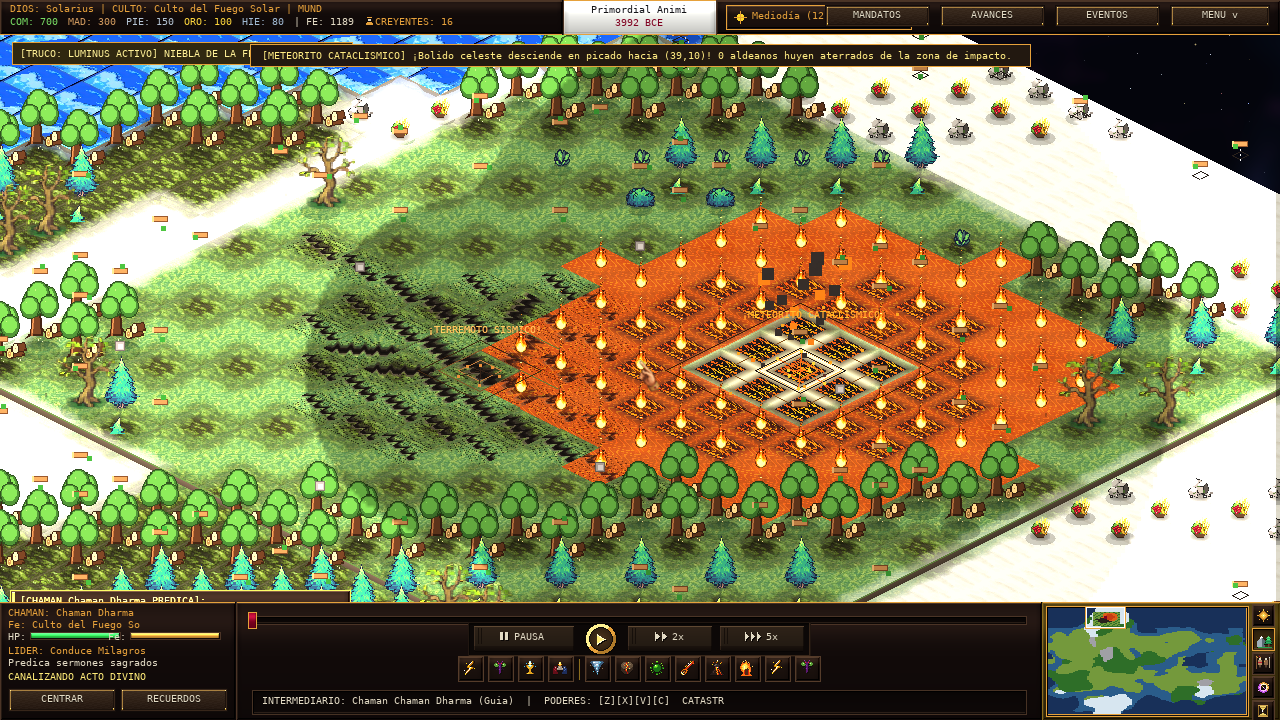 DIOS: Solarius | CULTO: Culto del Fuego Solar | MUND
COM: 700 MAD: 300 PIE: 150 ORO: 100 HIE: 80 | FE: 1189 CREYENTES: 16
Primordial Animi
3992 BCE
Mediodia (12
MANDATOS
AVANCES
EVENTOS
MENU v
[TRUCO: LUMINUS ACTIVO] NIEBLA DE LA F
[METEORITO CATACLISMICO] ¡Bolido celeste desciende en picado hacia (39,10)! 0 aldeanos huyen aterrados de la zona de impacto.
¡METEORITO CATACLISMICO!
¡TERREMOTO SISMICO!
[CHAMAN Chaman Dharma PREDICA]:
CHAMAN: Chaman Dharma
Fe: Culto del Fuego So
HP: Fe:
LIDER: Conduce Milagros
Predica sermones sagrados
CANALIZANDO ACTO DIVINO
CENTRAR
RECUERDOS
PAUSA
2x
5x
INTERMEDIARIO: Chaman Chaman Dharma (Guia) | PODERES: [Z][X][V][C] CATASTR